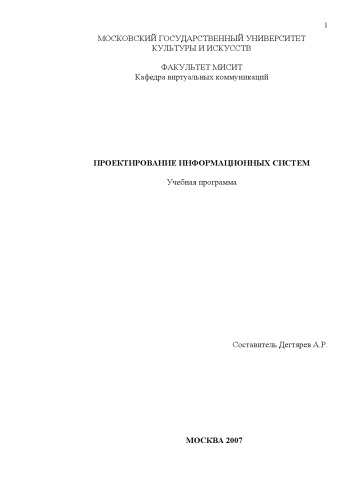 1
МОСКОВСКИЙ ГОСУДАРСТВЕННЫЙ УНИВЕРСИТЕТ
КУЛЬТУРЫ И ИСКУССТВ
ФАКУЛЬТЕТ МИСИТ
Кафедра виртуальных коммуникаций
ПРОЕКТИРОВАНИЕ ИНФОРМАЦИОННЫХ СИСТЕМ
Учебная программа
Составитель Дегтярев А.Р.
МОСКВА 2007